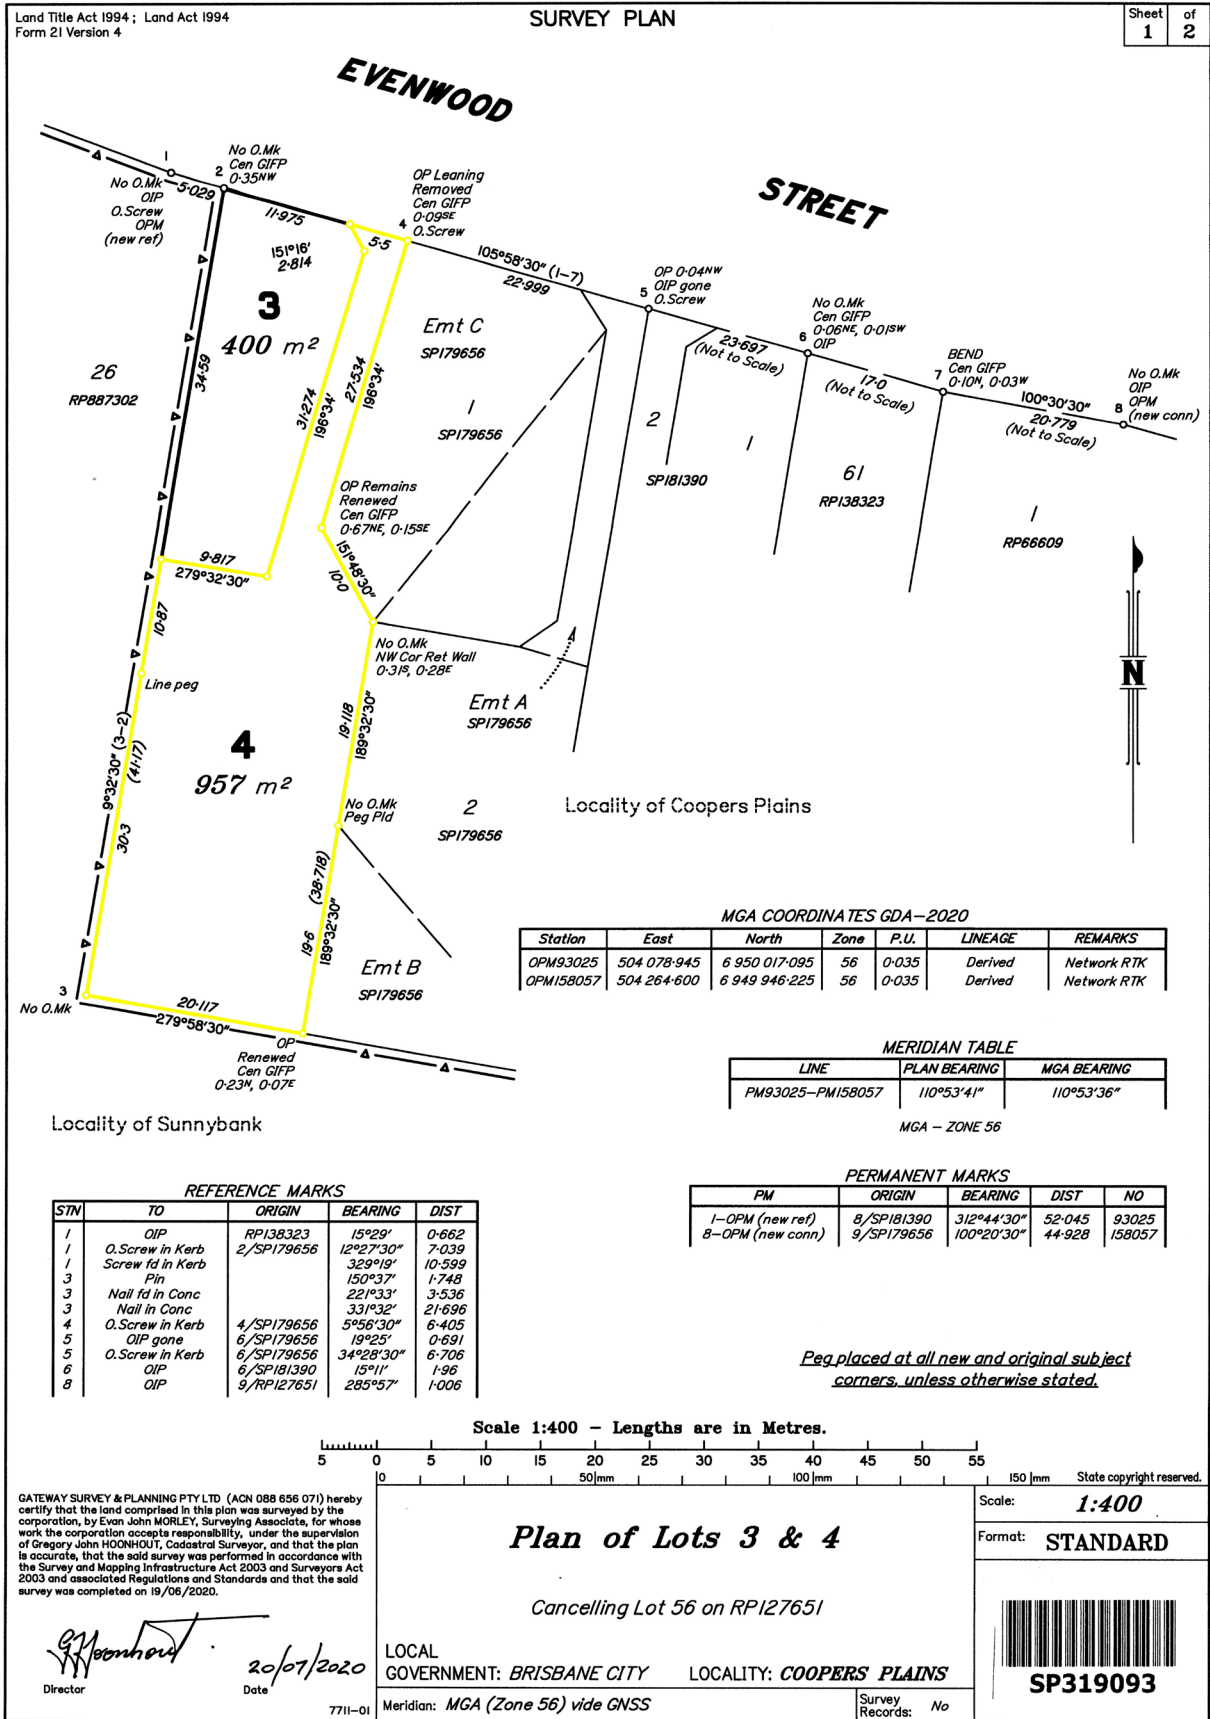 Land Title Act 1994 ; Land Act 1994
Form 21 Version 4
SURVEY PLAN
Sheet
1
of
2
EVENWOOD
STREET
1
5·029
2
No O.Mk
Cen GIFP
0·35NW
No O.Mk
OIP
O.Screw
OPM
(new ref)
11·975
OP Leaning
Removed
Cen GIFP
0·09SE
O.Screw
4
5·5
151°16'
2·814
3
400 m²
105°58'30" (1-7)
22·999
OP 0·04NW
OIP gone
O.Screw
5
No O.Mk
Cen GIFP
0·06NE, 0·01SW
OIP
6
23·697
(Not to Scale)
BEND
Cen GIFP
0·10N, 0·03W
7
17·0
(Not to Scale)
100°30'30"
20·779
(Not to Scale)
No O.Mk
OIP
OPM
(new conn)
8
26
RP887302
34·59
31·274
196°34'
27·534
196°34'
Emt C
SP179656
1
SP179656
2
SP181390
1
61
RP138323
1
RP66609
OP Remains
Renewed
Cen GIFP
0·67NE, 0·15SE
9·817
279°32'30"
151°48'30"
10·0
10·87
Line peg
No O.Mk
NW Cor Ret Wall
0·31S, 0·28E
A
Emt A
SP179656
N
19·118
189°32'30"
4
957 m²
9°32'30" (3-2)
(41·17)
30·3
No O.Mk
Peg Pld
2
SP179656
Locality of Coopers Plains
(38·718)
19·6
189°32'30"
Emt B
SP179656
3
No O.Mk
20·117
279°58'30"
OP
Renewed
Cen GIFP
0·23N, 0·07E
Locality of Sunnybank
MGA COORDINATES GDA-2020
Station East North Zone P.U. LINEAGE REMARKS
OPM93025 504 078·945 6 950 017·095 56 0·035 Derived Network RTK
OPM158057 504 264·600 6 949 946·225 56 0·035 Derived Network RTK
MERIDIAN TABLE
LINE PLAN BEARING MGA BEARING
PM93025-PM158057 110°53'41" 110°53'36"
MGA - ZONE 56
REFERENCE MARKS
STN TO ORIGIN BEARING DIST
1 OIP RP138323 15°29' 0·662
1 O.Screw in Kerb 2/SP179656 12°27'30" 7·039
1 Screw fd in Kerb 329°19' 10·599
3 Pin 150°37' 1·748
3 Nail fd in Conc 221°33' 3·536
3 Nail in Conc 331°32' 21·696
4 O.Screw in Kerb 4/SP179656 5°56'30" 6·405
5 OIP gone 6/SP179656 19°25' 0·691
5 O.Screw in Kerb 6/SP179656 34°28'30" 6·706
6 OIP 6/SP181390 15°11' 1·96
8 OIP 9/RP127651 285°57' 1·006
PERMANENT MARKS
PM ORIGIN BEARING DIST NO
1-OPM (new ref) 8/SP181390 312°44'30" 52·045 93025
8-OPM (new conn) 9/SP179656 100°20'30" 44·928 158057
Peg placed at all new and original subject
corners, unless otherwise stated.
Scale 1:400 - Lengths are in Metres.
5 0 5 10 15 20 25 30 35 40 45 50 55
0 50 mm 100 mm 150 mm State copyright reserved.
GATEWAY SURVEY & PLANNING PTY LTD (ACN 088 656 071) hereby
certify that the land comprised in this plan was surveyed by the
corporation, by Evan John MORLEY, Surveying Associate, for whose
work the corporation accepts responsibility, under the supervision
of Gregory John HOONHOUT, Cadastral Surveyor, and that the plan
is accurate, that the said survey was performed in accordance with
the Survey and Mapping Infrastructure Act 2003 and Surveyors Act
2003 and associated Regulations and Standards and that the said
survey was completed on 19/06/2020.
GHoonhout
20/07/2020
Director
Date
7711-01
Plan of Lots 3 & 4
Cancelling Lot 56 on RP127651
LOCAL
GOVERNMENT: BRISBANE CITY LOCALITY: COOPERS PLAINS
Meridian: MGA (Zone 56) vide GNSS
Survey
Records: No
Scale: 1:400
Format: STANDARD
SP319093